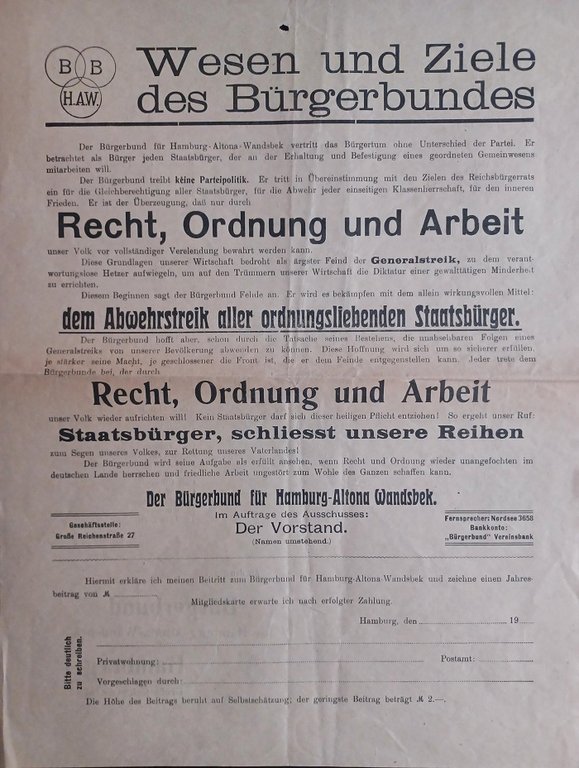 B B
H.A.W.
Wesen und Ziele
des Bürgerbundes
Der Bürgerbund für Hamburg-Altona-Wandsbek vertritt das Bürgertum ohne Unterschied der Partei. Er
betrachtet als Bürger jeden Staatsbürger, der an der Erhaltung und Befestigung eines geordneten Gemeinwesens
mitarbeiten will.
Der Bürgerbund treibt keine Parteipolitik. Er tritt in Übereinstimmung mit den Zielen des Reichsbürgerrats
ein für die Gleichberechtigung aller Staatsbürger, für die Abwehr jeder einseitigen Klassenherrschaft, für den inneren
Frieden. Er ist der Überzeugung, daß nur durch
Recht, Ordnung und Arbeit
unser Volk vor vollständiger Verelendung bewahrt werden kann.
Diese Grundlagen unserer Wirtschaft bedroht als ärgster Feind der Generalstreik, zu dem verant-
wortungslose Hetzer aufwiegeln, um auf den Trümmern unserer Wirtschaft die Diktatur einer gewalttätigen Minderheit
zu errichten.
Diesem Beginnen sagt der Bürgerbund Fehde an. Er wird es bekämpfen mit dem allein wirkungsvollen Mittel:
dem Abwehrstreik aller ordnungsliebenden Staatsbürger.
Der Bürgerbund hofft aber, schon durch die Tatsache seines Bestehens, die unabsehbaren Folgen eines
Generalstreiks von unserer Bevölkerung abwenden zu können. Diese Hoffnung wird sich um so sicherer erfüllen,
je stärker seine Macht, je geschlossener die Front ist, die er dem Feinde entgegenstellen kann. Jeder trete dem
Bürgerbunde bei, der durch
Recht, Ordnung und Arbeit
unser Volk wieder aufrichten will! Kein Staatsbürger darf sich dieser heiligen Pflicht entziehen! So ergeht unser Ruf:
Staatsbürger, schliesst unsere Reihen
zum Segen unseres Volkes, zur Rettung unseres Vaterlandes!
Der Bürgerbund wird seine Aufgabe als erfüllt ansehen, wenn Recht und Ordnung wieder unangefochten im
deutschen Lande herrschen und friedliche Arbeit ungestört zum Wohle des Ganzen schaffen kann.
Der Bürgerbund für Hamburg-Altona Wandsbek.
Im Auftrage des Ausschusses:
Der Vorstand.
(Namen umstehend.)
Geschäftsstelle:
Große Reichenstraße 27
Fernsprecher: Nordsee 3658
Bankkonto:
„Bürgerbund" Vereinsbank
Hiermit erkläre ich meinen Beitritt zum Bürgerbund für Hamburg-Altona-Wandsbek und zeichne einen Jahres-
beitrag von ℳ
Mitgliedskarte erwarte ich nach erfolgter Zahlung.
Hamburg, den 19
Bitte deutlich
zu schreiben.
Privatwohnung: Postamt:
Vorgeschlagen durch:
Die Höhe des Beitrags beruht auf Selbstschätzung; der geringste Beitrag beträgt ℳ 2.—.